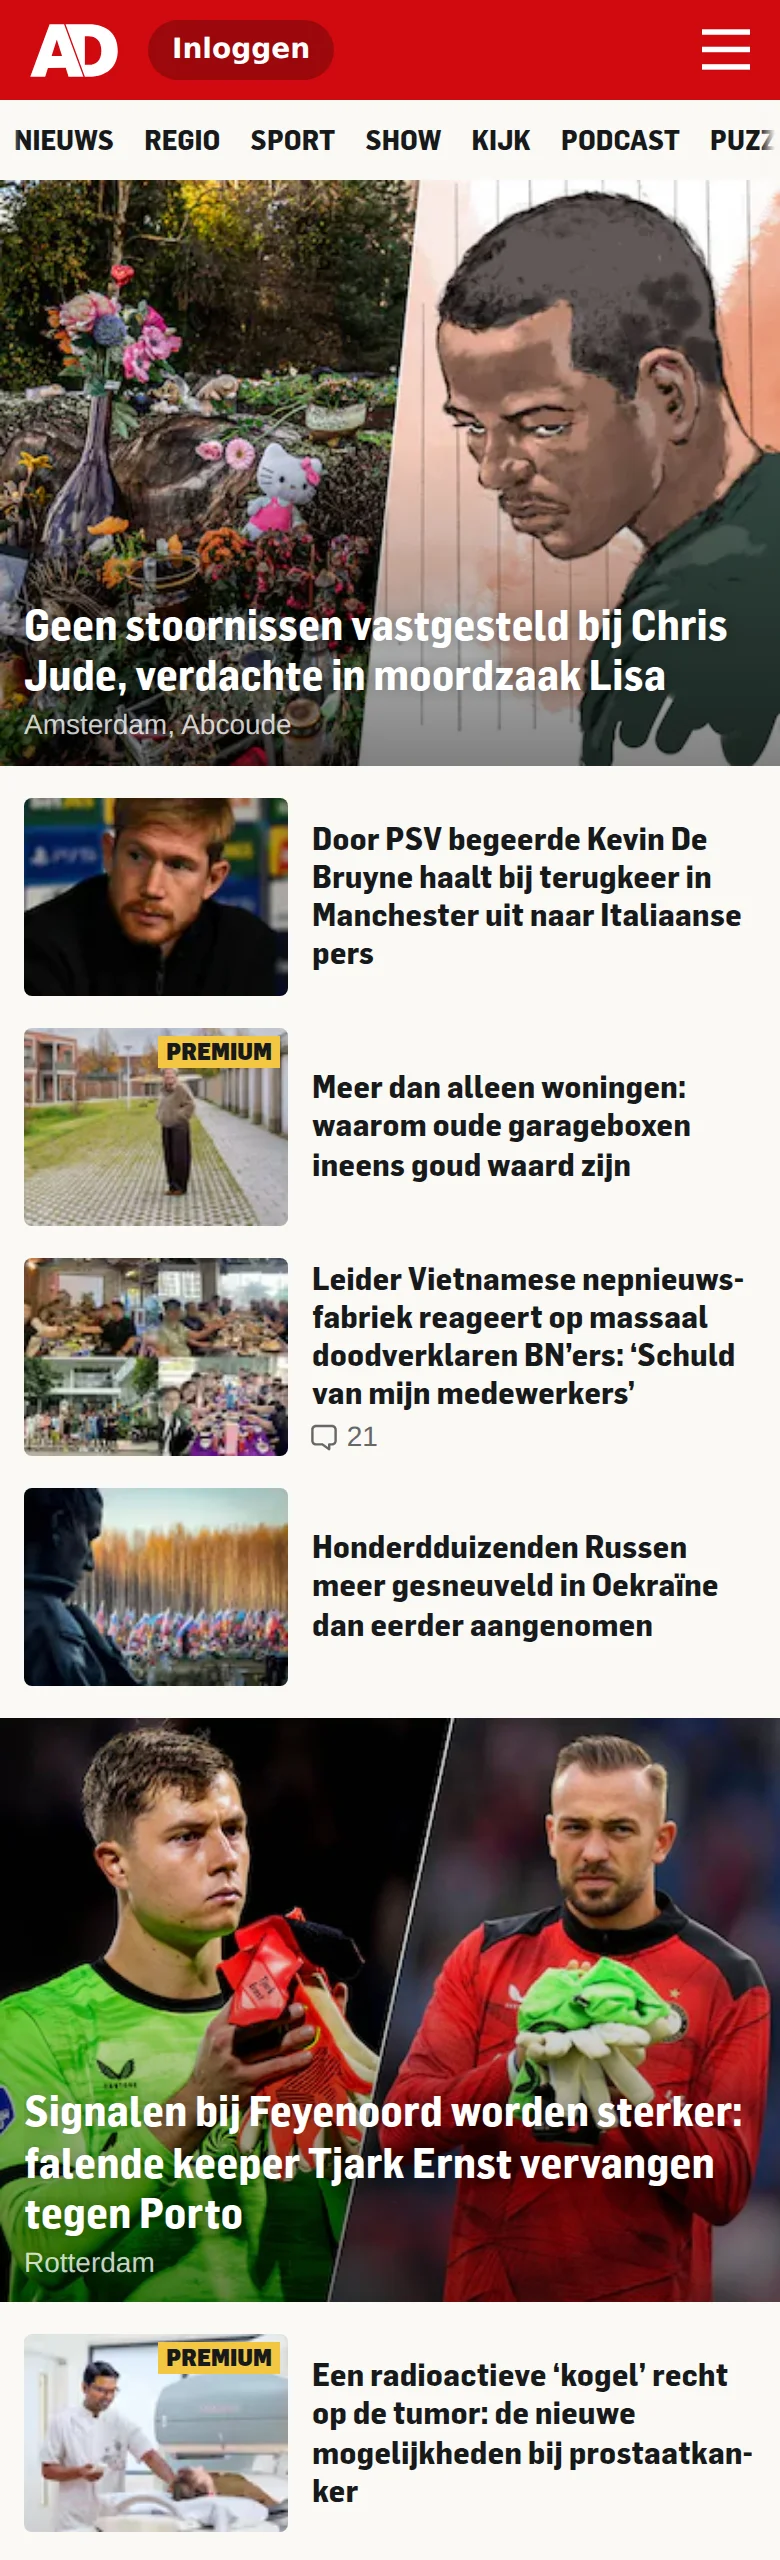 AD
Inloggen
NIEUWS REGIO SPORT SHOW KIJK PODCAST PUZZ
Geen stoornissen vastgesteld bij Chris
Jude, verdachte in moordzaak Lisa
Amsterdam, Abcoude
Door PSV begeerde Kevin De
Bruyne haalt bij terugkeer in
Manchester uit naar Italiaanse
pers
PREMIUM
Meer dan alleen woningen:
waarom oude garageboxen
ineens goud waard zijn
Leider Vietnamese nepnieuws-
fabriek reageert op massaal
doodverklaren BN’ers: ‘Schuld
van mijn medewerkers’
21
Honderdduizenden Russen
meer gesneuveld in Oekraïne
dan eerder aangenomen
Signalen bij Feyenoord worden sterker:
falende keeper Tjark Ernst vervangen
tegen Porto
Rotterdam
PREMIUM
Een radioactieve ‘kogel’ recht
op de tumor: de nieuwe
mogelijkheden bij prostaatkan-
ker